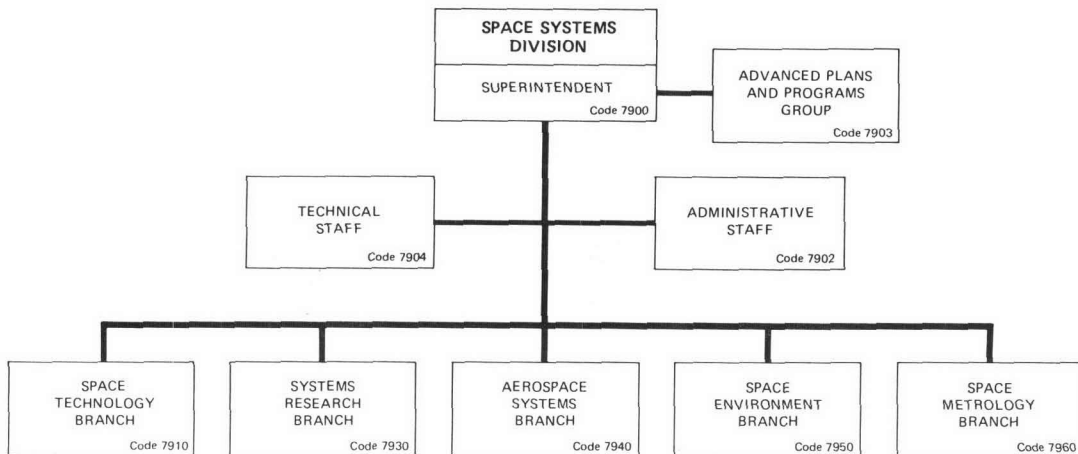 SPACE SYSTEMS
DIVISION
SUPERINTENDENT
Code 7900
ADVANCED PLANS
AND PROGRAMS
GROUP
Code 7903
TECHNICAL
STAFF
Code 7904
ADMINISTRATIVE
STAFF
Code 7902
SPACE
TECHNOLOGY
BRANCH
Code 7910
SYSTEMS
RESEARCH
BRANCH
Code 7930
AEROSPACE
SYSTEMS
BRANCH
Code 7940
SPACE
ENVIRONMENT
BRANCH
Code 7950
SPACE
METROLOGY
BRANCH
Code 7960